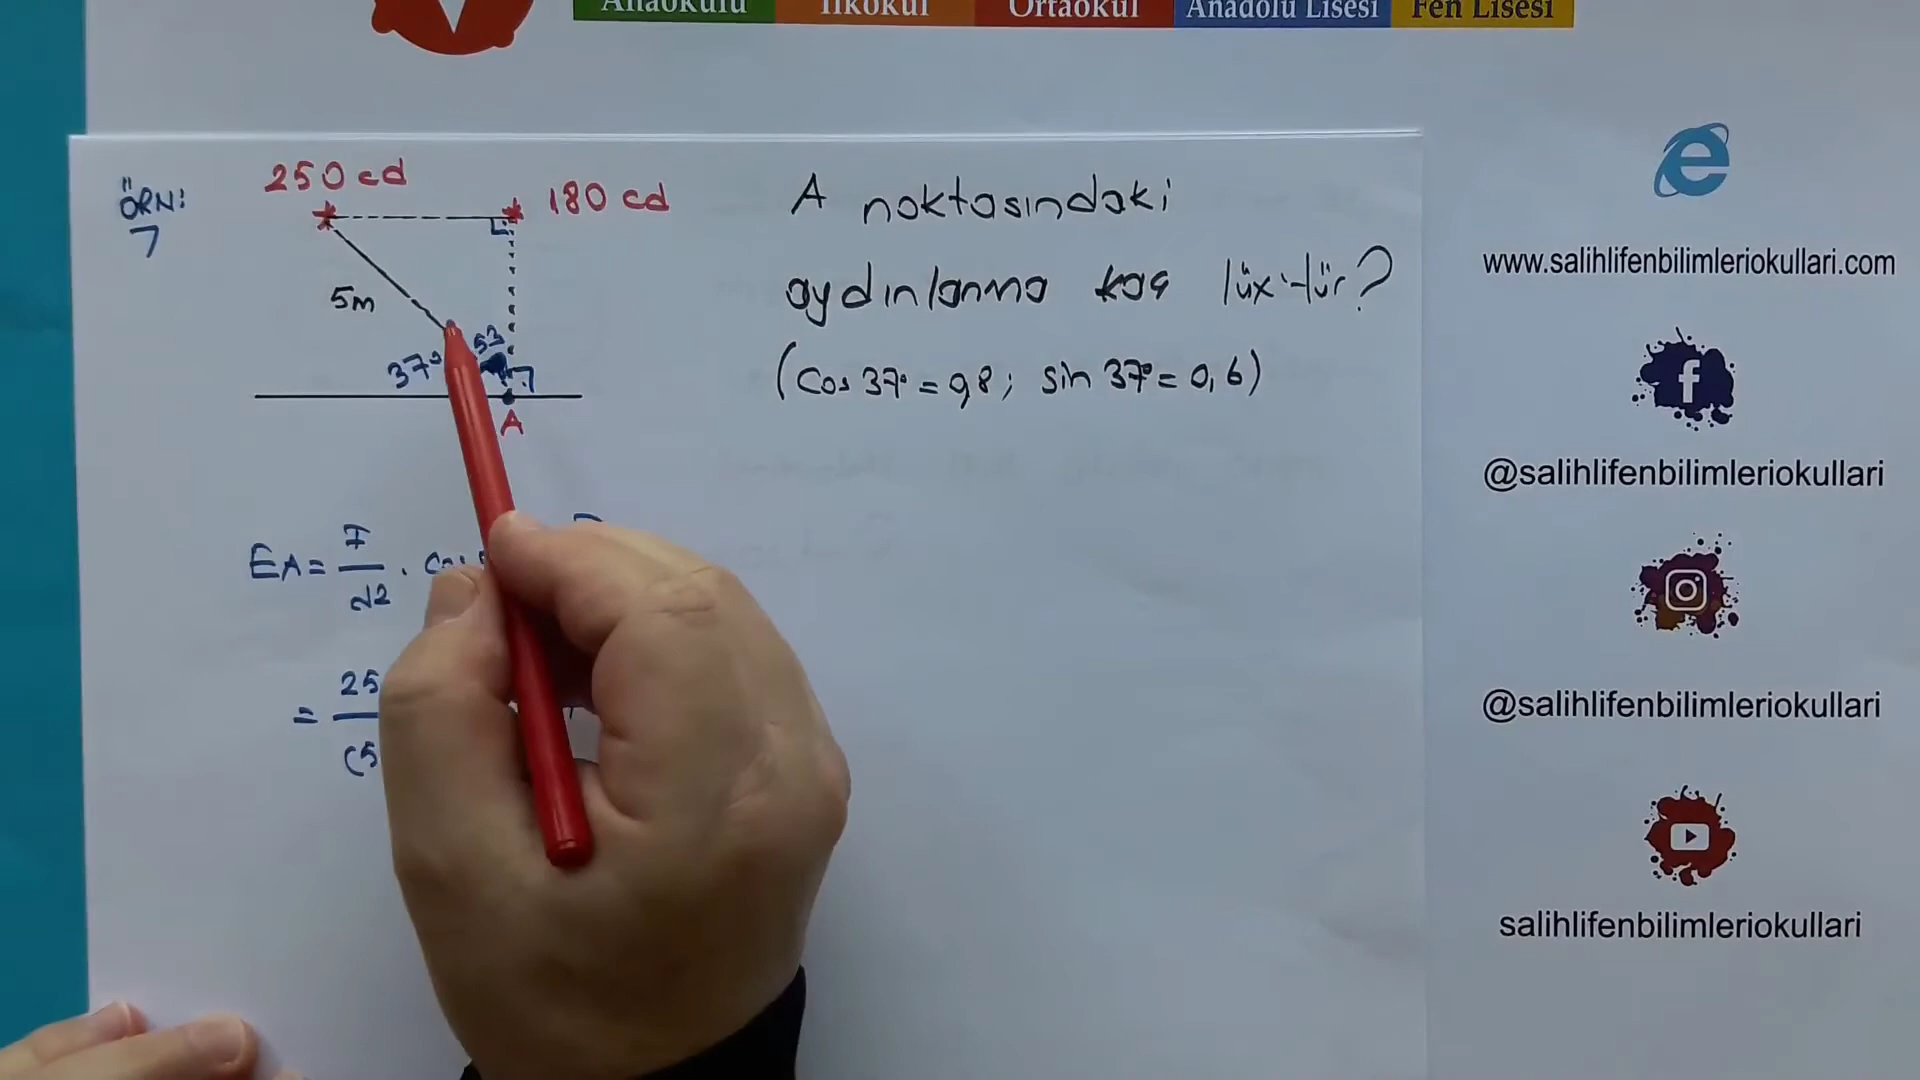 Anaokulu İlkokul Ortaokul Anadolu Lisesi Fen Lisesi
ÖRN:
7
250 cd
180 cd
5m
53
37°
A
A noktasındaki
aydınlanma kaç lüx'tür?
(Cos 37° = 0,8; sin 37° = 0,6)
EA = I/d2 . Cos
= 25
(5
www.salihlifenbilimleriokullari.com
@salihlifenbilimleriokullari
@salihlifenbilimleriokullari
salihlifenbilimleriokullari